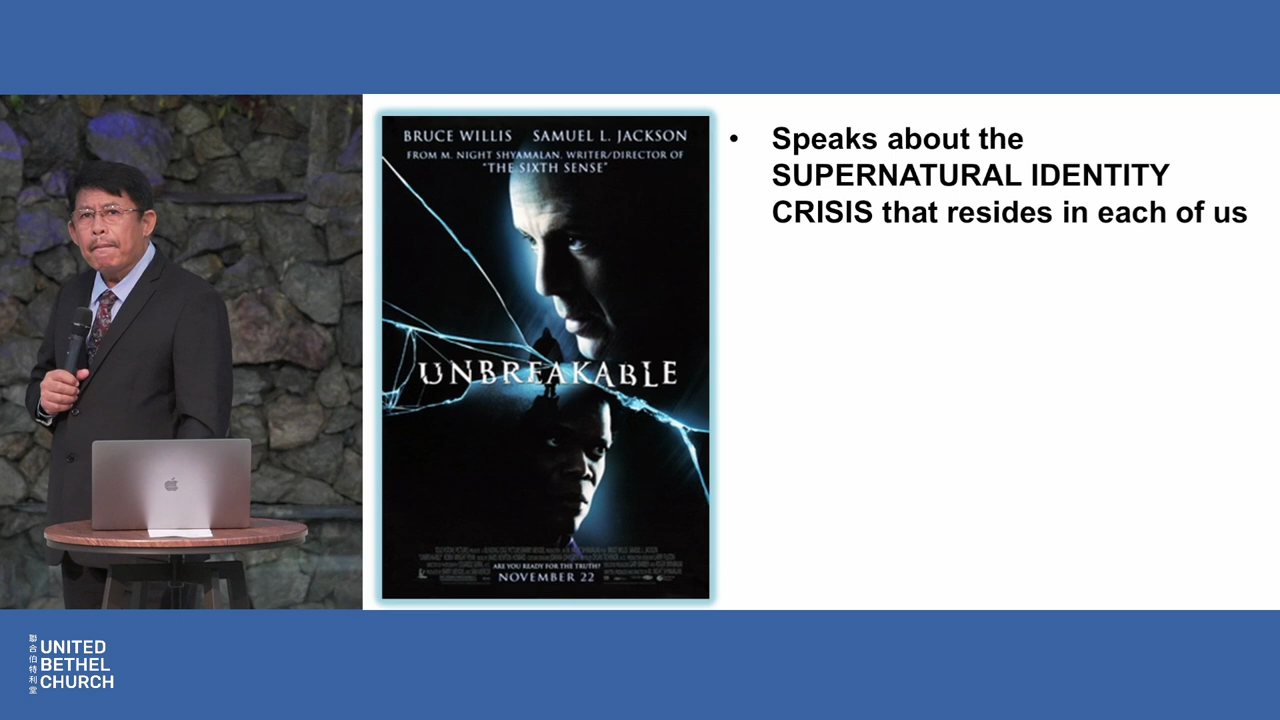 BRUCE WILLIS SAMUEL L. JACKSON
FROM M. NIGHT SHYAMALAN, WRITER/DIRECTOR OF
"THE SIXTH SENSE"
UNBREAKABLE
ARE YOU READY FOR THE TRUTH?
NOVEMBER 22
• Speaks about the
SUPERNATURAL IDENTITY
CRISIS that resides in each of us
聯合伯特利堂
UNITED
BETHEL
CHURCH